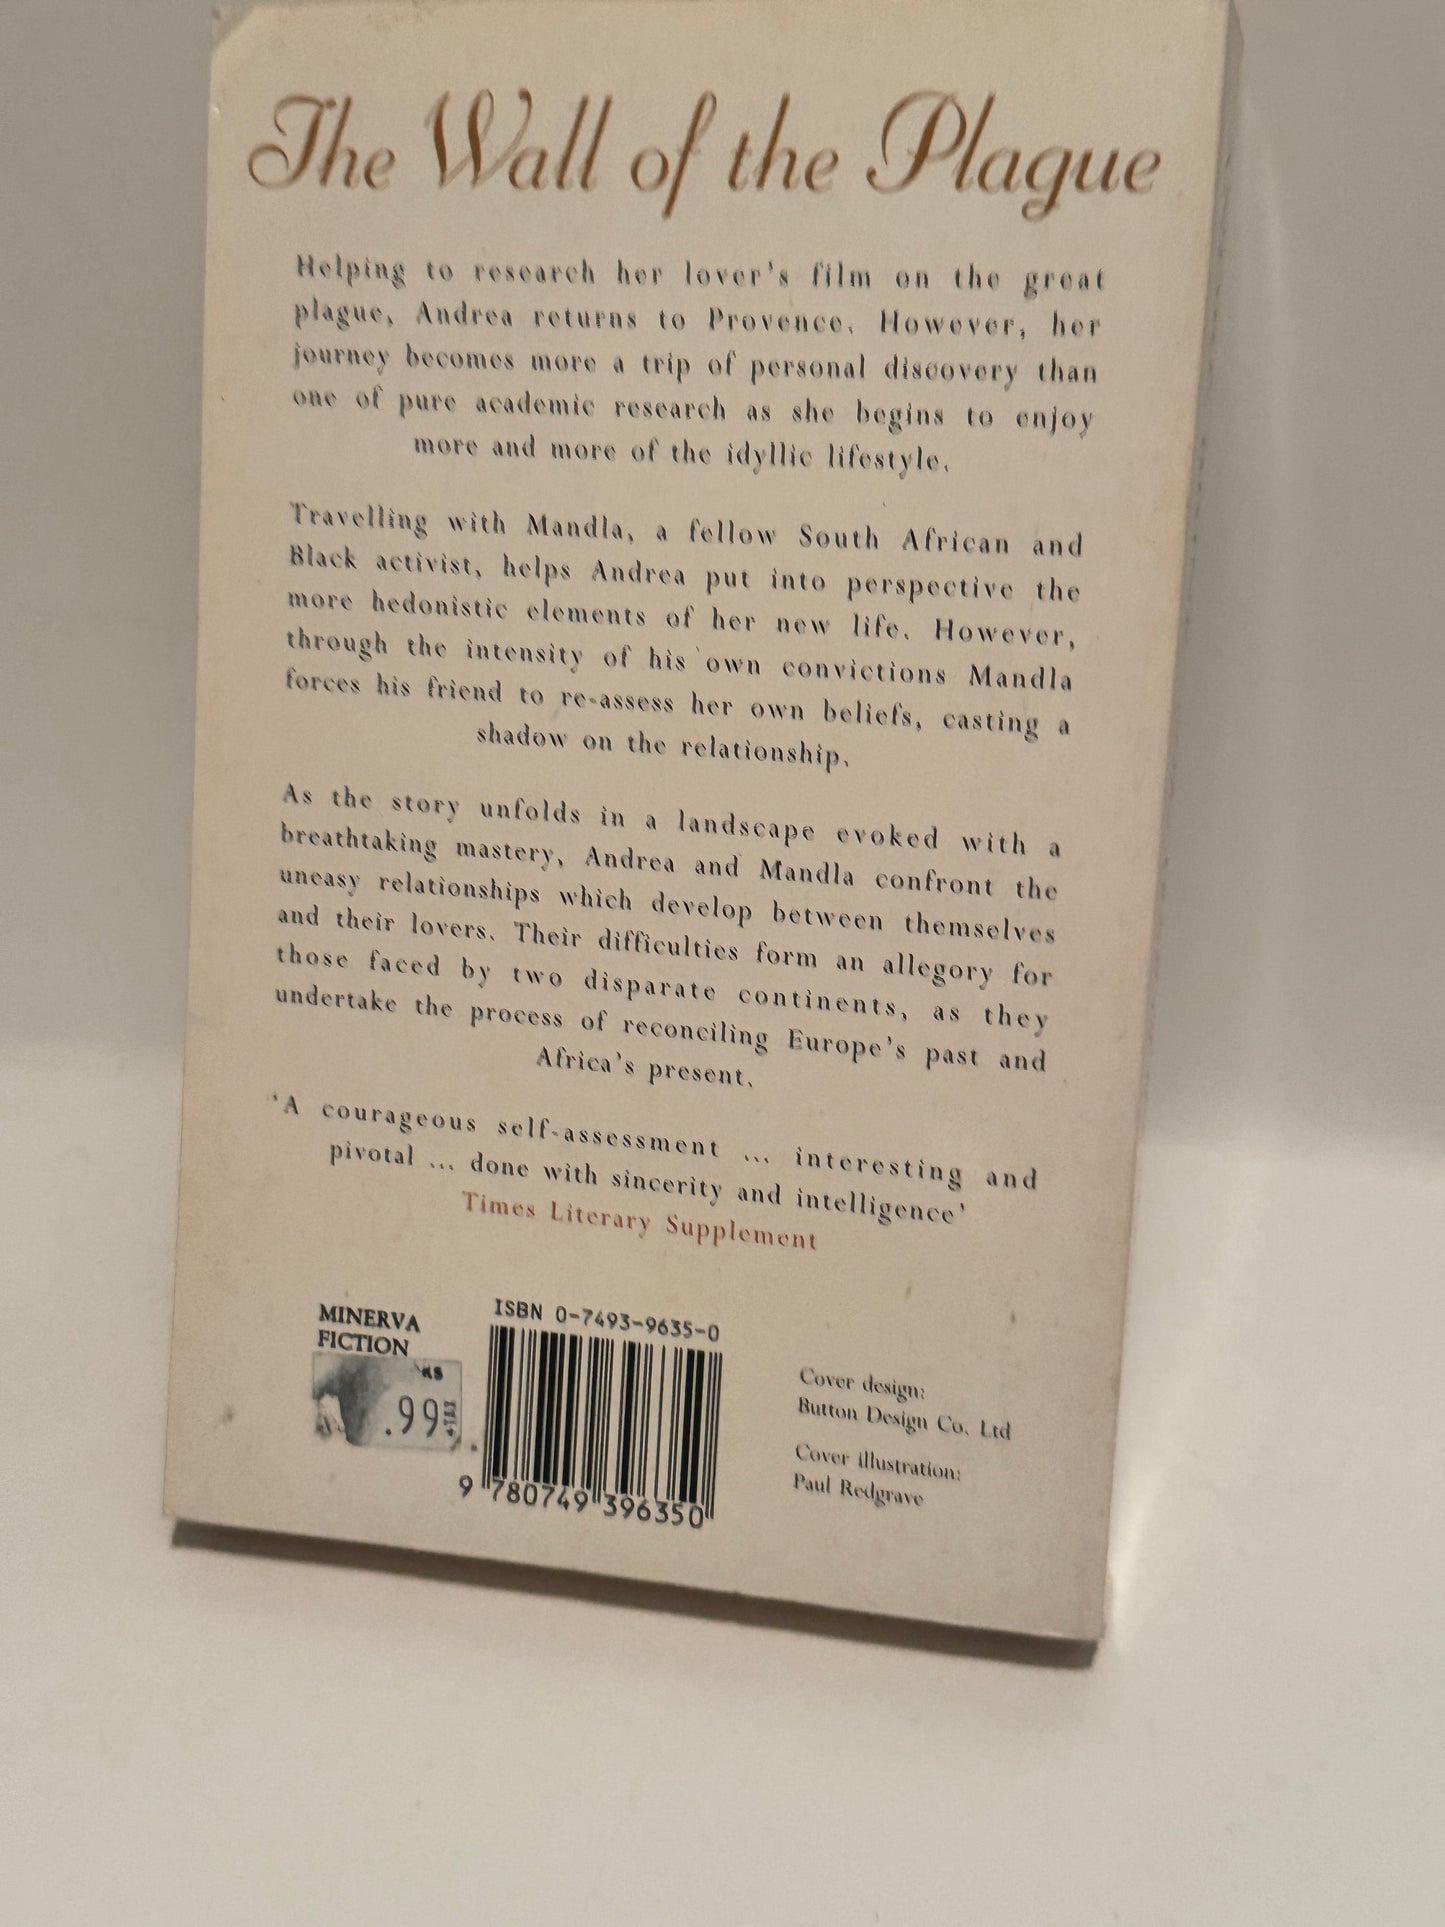 The Wall of the Plague
Helping to research her lover's film on the great
plague, Andrea returns to Provence. However, her
journey becomes more a trip of personal discovery than
one of pure academic research as she begins to enjoy
more and more of the idyllic lifestyle.
Travelling with Mandla, a fellow South African and
Black activist, helps Andrea put into perspective the
more hedonistic elements of her new life. However,
through the intensity of his own convictions Mandla
forces his friend to re-assess her own beliefs, casting a
shadow on the relationship.
As the story unfolds in a landscape evoked with a
breathtaking mastery, Andrea and Mandla confront the
uneasy relationships which develop between themselves
and their lovers. Their difficulties form an allegory for
those faced by two disparate continents, as they
undertake the process of reconciling Europe's past and
Africa's present.
'A courageous self-assessment ... interesting and
pivotal ... done with sincerity and intelligence'
Times Literary Supplement
MINERVA
FICTION
.99
ISBN 0-7493-9635-0
9 780749 396350
Cover design:
Button Design Co. Ltd
Cover illustration:
Paul Redgrave